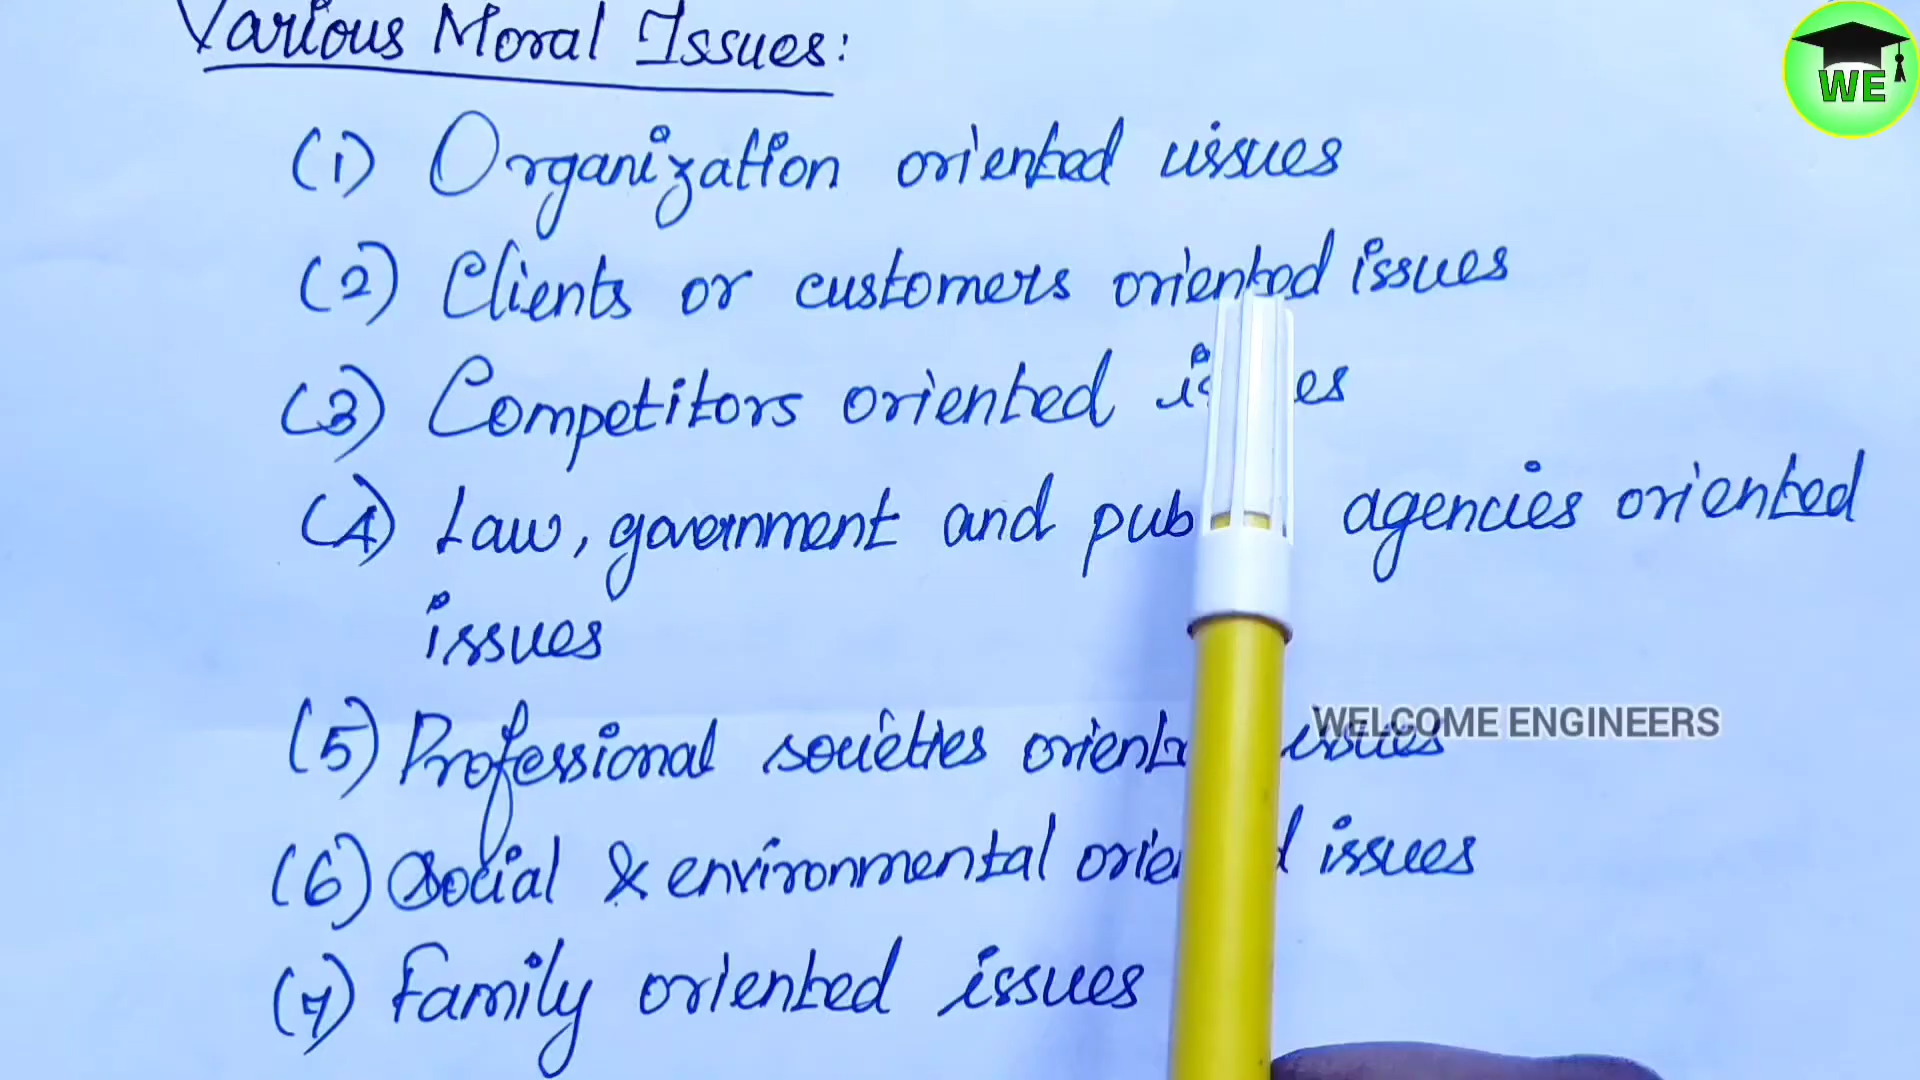 Various Moral Issues:
WE
(1) Organization oriented issues
(2) Clients or customers oriented issues
(3) Competitors oriented
(4) Law, government and agencies oriented
issues
(5) Professional societies issues
WELCOME ENGINEERS
(6) Social & environmental issues
(7) Family oriented issues